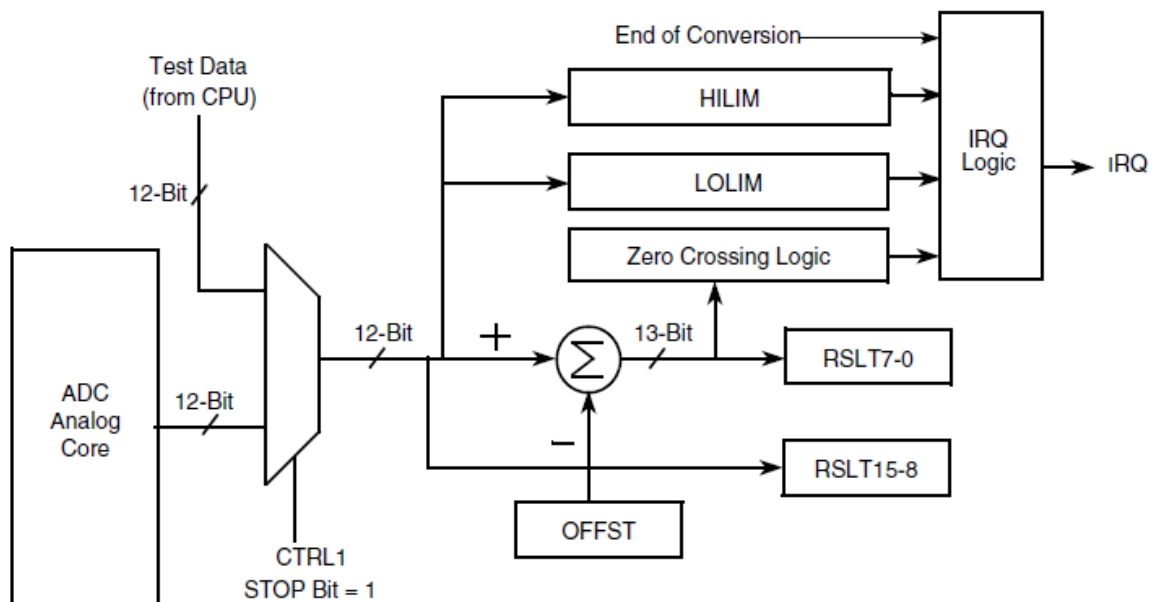 End of Conversion
Test Data
(from CPU)
HILIM
IRQ
Logic
IRQ
12-Bit
LOLIM
Zero Crossing Logic
12-Bit
+
Σ
13-Bit
RSLT7-0
ADC
Analog
Core
12-Bit
−
RSLT15-8
OFFST
CTRL1
STOP Bit = 1